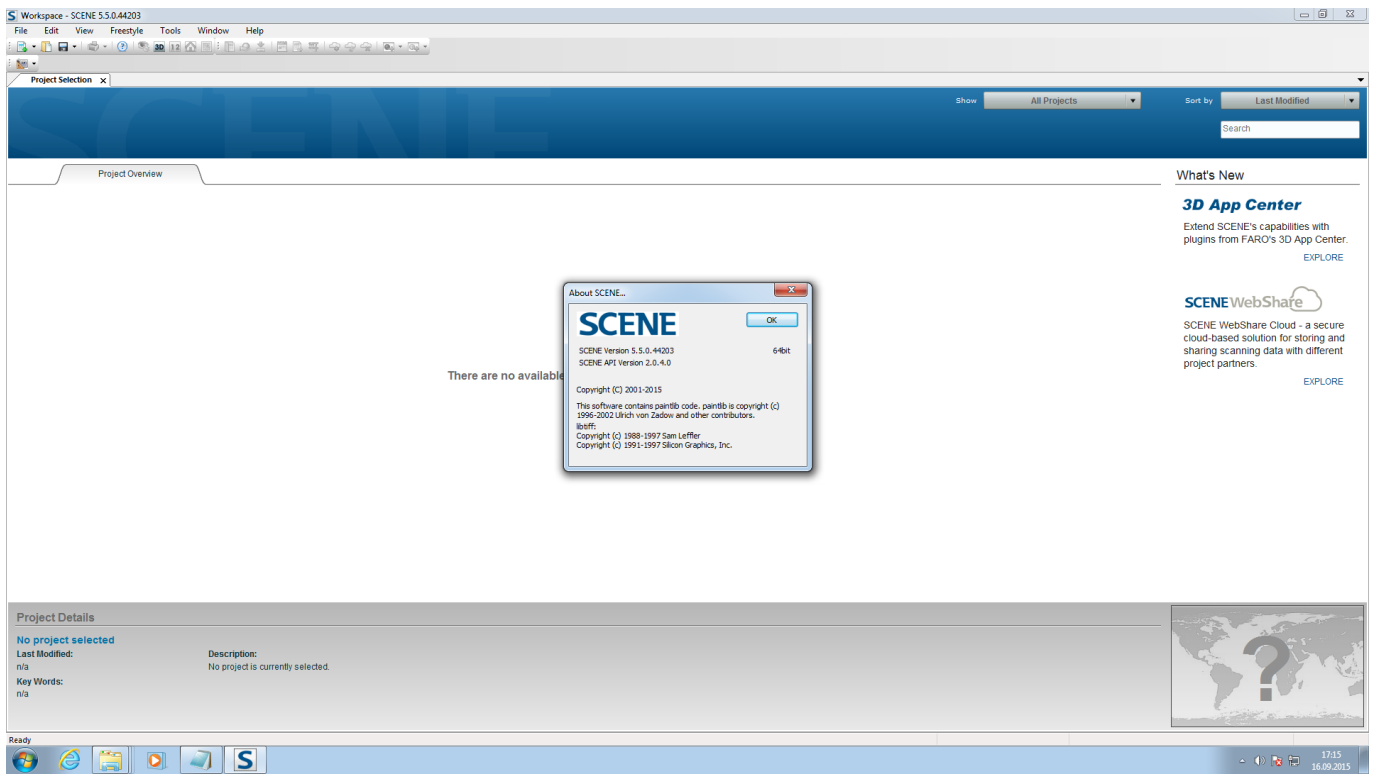 Workspace - SCENE 5.5.0.44203
File Edit View Freestyle Tools Window Help
Project Selection
Show All Projects Sort by Last Modified
Search
SCENE
Project Overview
What's New
3D App Center
Extend SCENE's capabilities with
plugins from FARO's 3D App Center.
EXPLORE
SCENE WebShare
SCENE WebShare Cloud - a secure
cloud-based solution for storing and
sharing scanning data with different
project partners.
EXPLORE
There are no available
About SCENE...
SCENE
OK
SCENE Version 5.5.0.44203 64bit
SCENE API Version 2.0.4.0
Copyright (C) 2001-2015
This software contains paintlib code. paintlib is copyright (c)
1996-2002 Ulrich von Zadow and other contributors.
libtiff:
Copyright (c) 1988-1997 Sam Leffler
Copyright (c) 1991-1997 Silicon Graphics, Inc.
Project Details
No project selected
Last Modified: Description:
n/a No project is currently selected.
Key Words:
n/a
?
Ready
17:15
16.09.2015